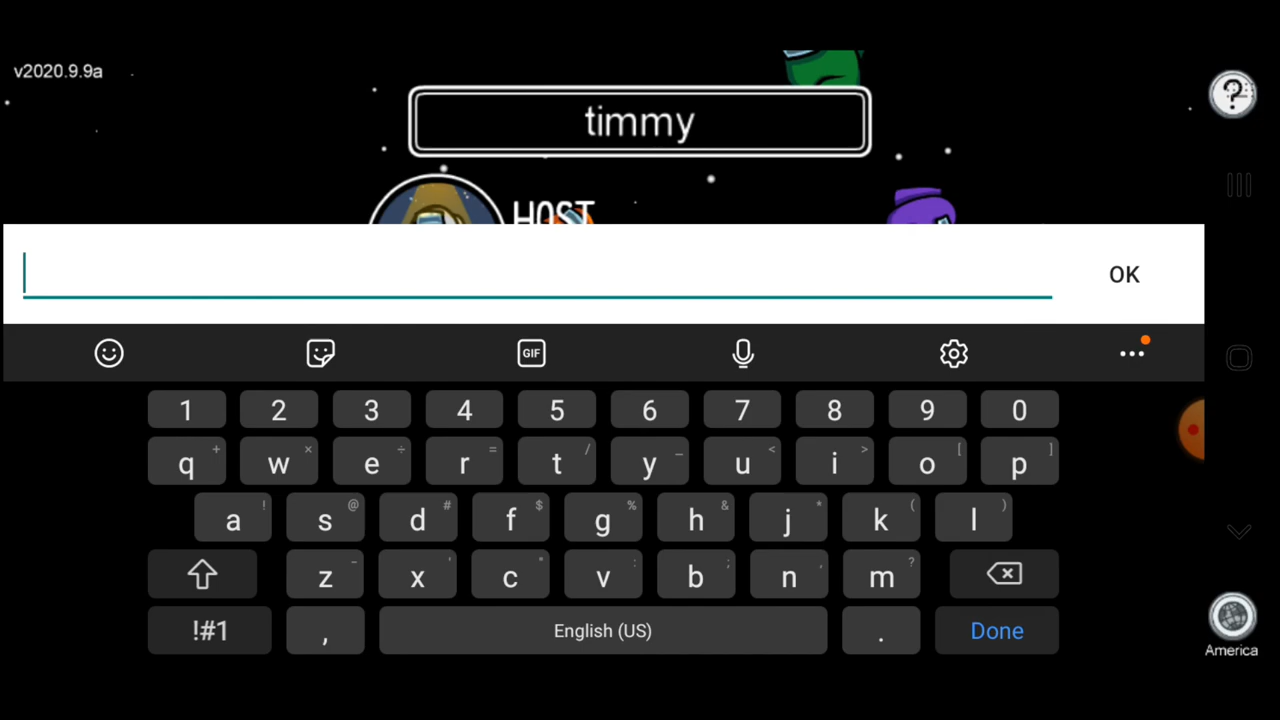 v2020.9.9a
timmy
HOST
OK
GIF
1 2 3 4 5 6 7 8 9 0
q + w × e ÷ r = t / y _ u < i > o [ p ]
a ! s @ d # f $ g % h & j * k ( l )
z - x ' c " v : b ; n , m ?
!#1 , English (US) . Done
?
America